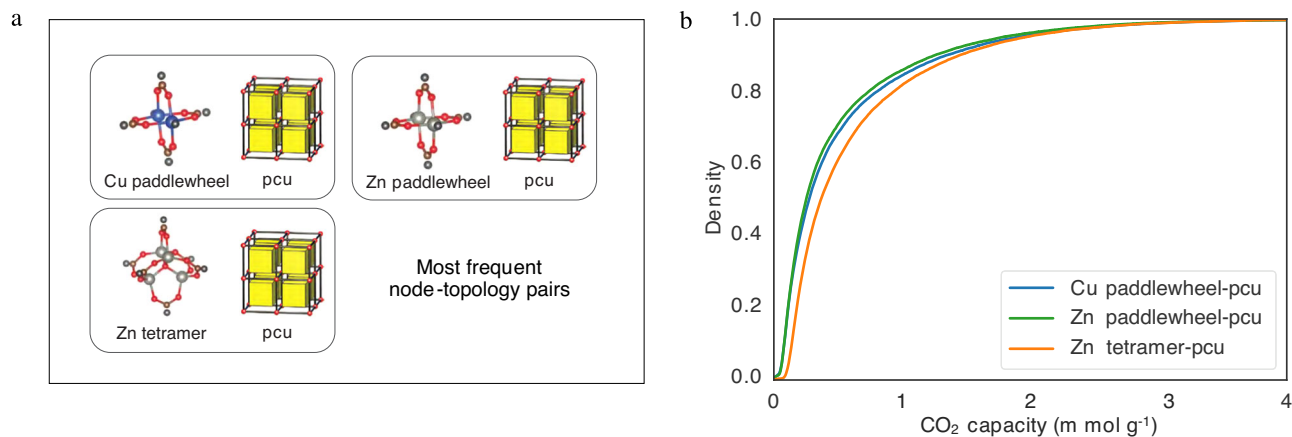 a
Cu paddlewheel
pcu
Zn paddlewheel
pcu
Zn tetramer
pcu
Most frequent
node-topology pairs
b
1.0
0.8
0.6
0.4
0.2
0.0
Density
0
1
2
3
4
CO₂ capacity (m mol g⁻¹)
Cu paddlewheel-pcu
Zn paddlewheel-pcu
Zn tetramer-pcu